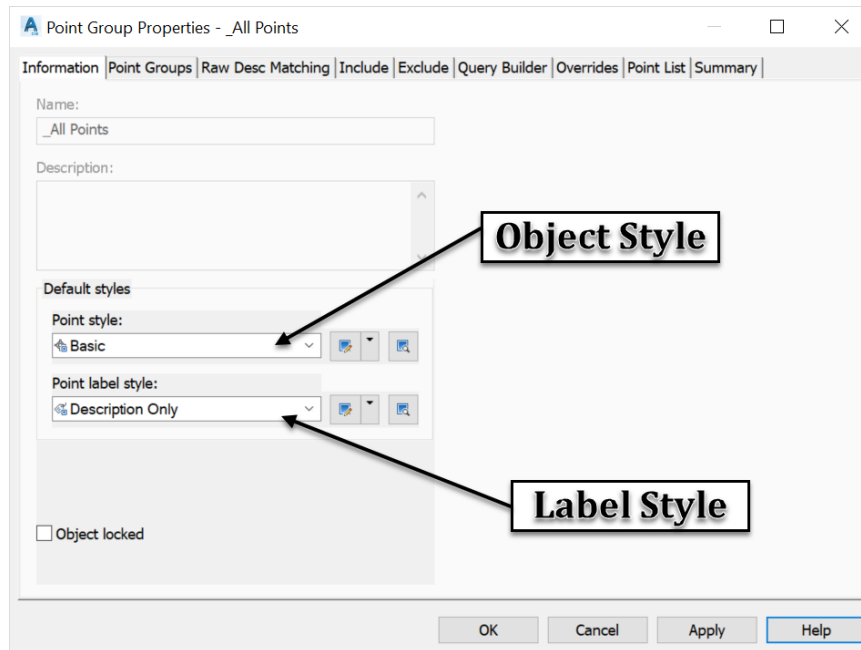 Point Group Properties - _All Points
Information Point Groups Raw Desc Matching Include Exclude Query Builder Overrides Point List Summary
Name:
_All Points
Description:
Object Style
Default styles
Point style:
Basic
Point label style:
Description Only
Label Style
Object locked
OK Cancel Apply Help